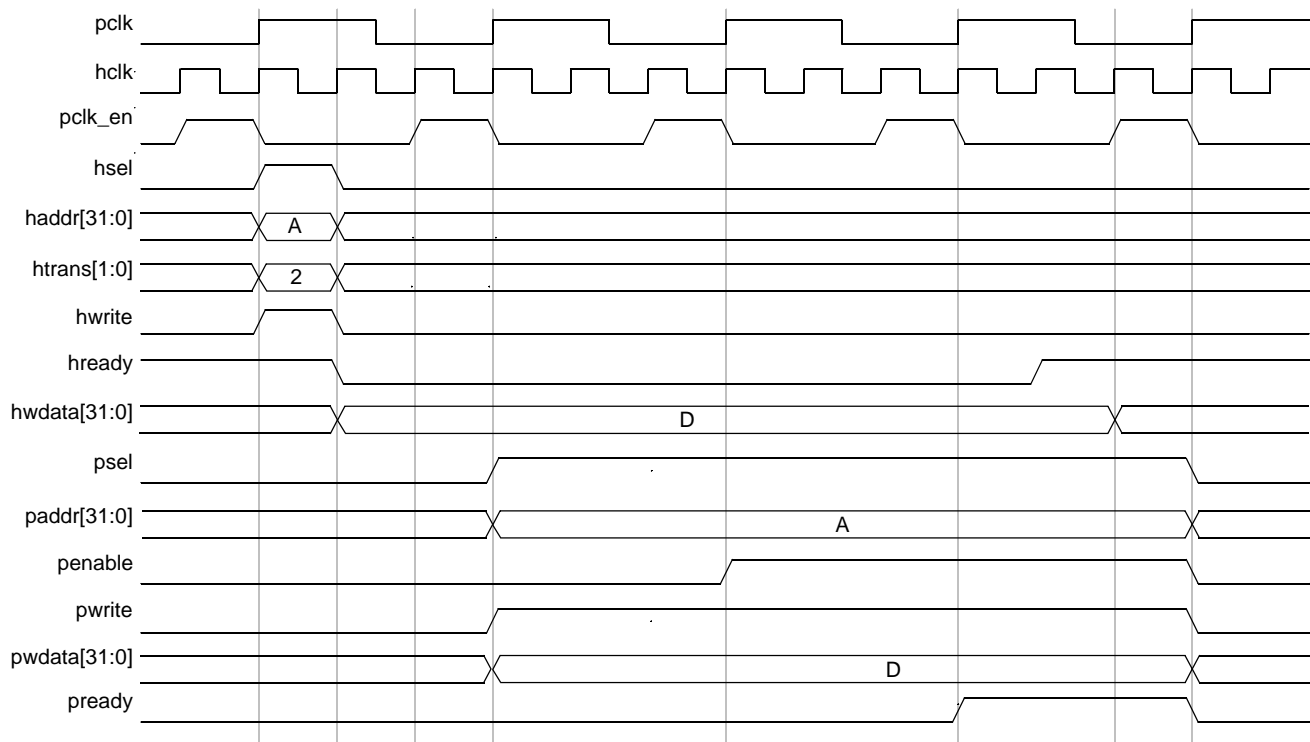 pclk
hclk
pclk_en
hsel
haddr[31:0]
A
htrans[1:0]
2
hwrite
hready
hwdata[31:0]
D
psel
paddr[31:0]
A
penable
pwrite
pwdata[31:0]
D
pready